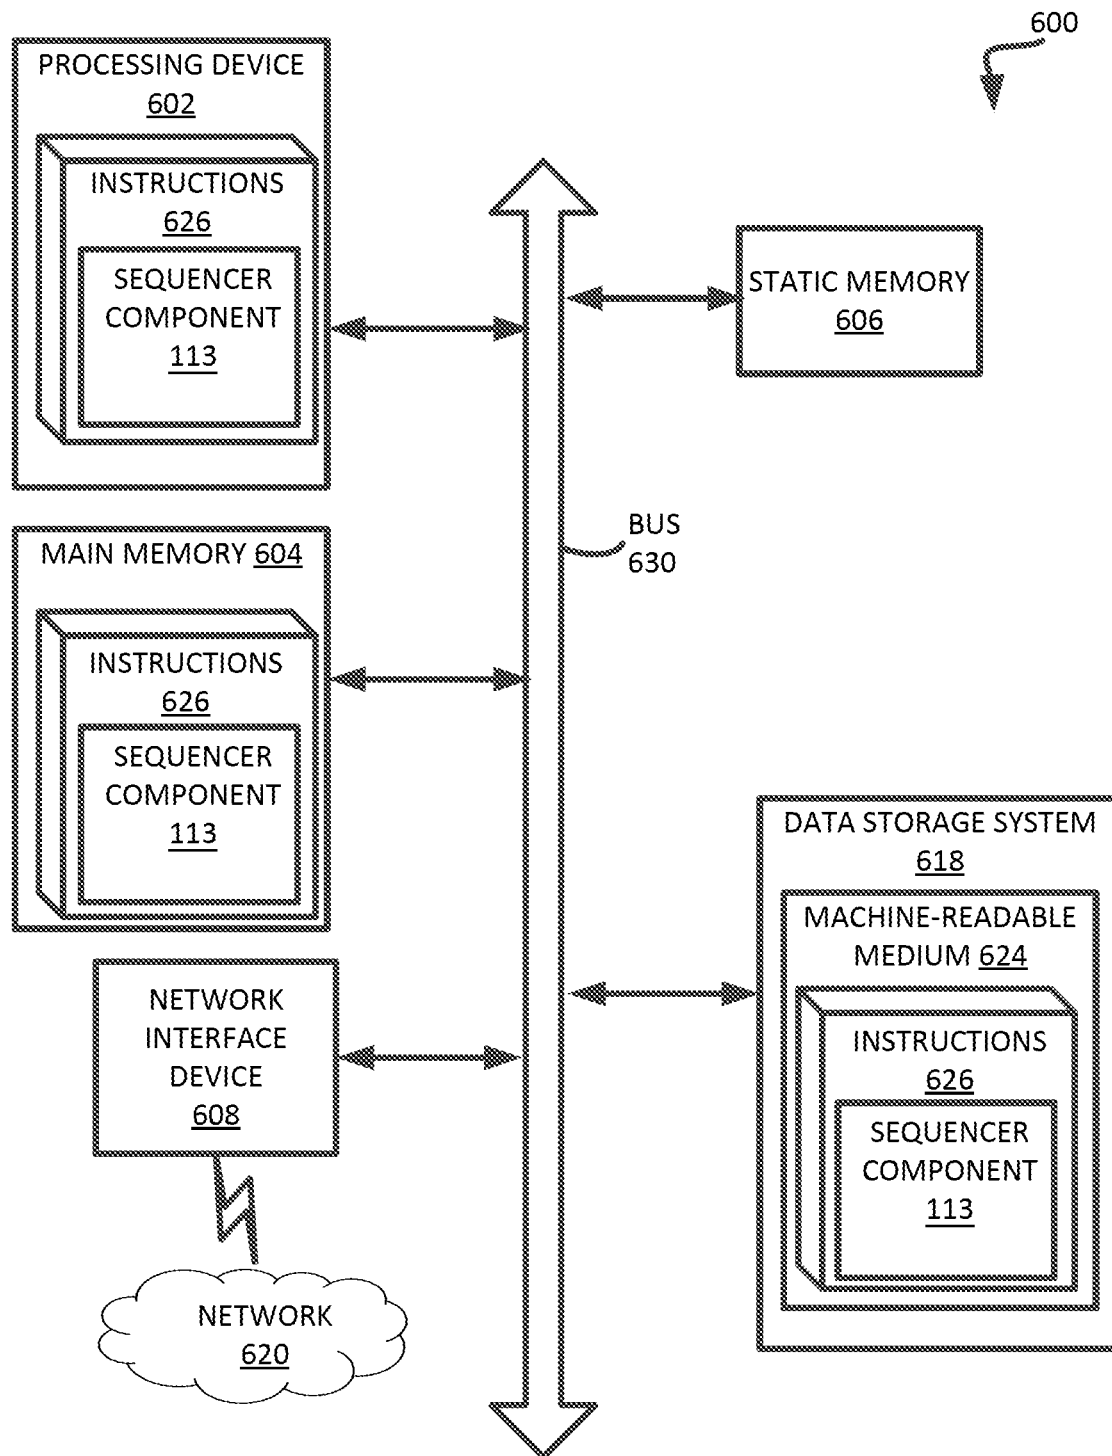 600
PROCESSING DEVICE
602
INSTRUCTIONS
626
SEQUENCER
COMPONENT
113
STATIC MEMORY
606
BUS
630
MAIN MEMORY 604
INSTRUCTIONS
626
SEQUENCER
COMPONENT
113
DATA STORAGE SYSTEM
618
MACHINE-READABLE
MEDIUM 624
INSTRUCTIONS
626
SEQUENCER
COMPONENT
113
NETWORK
INTERFACE
DEVICE
608
NETWORK
620